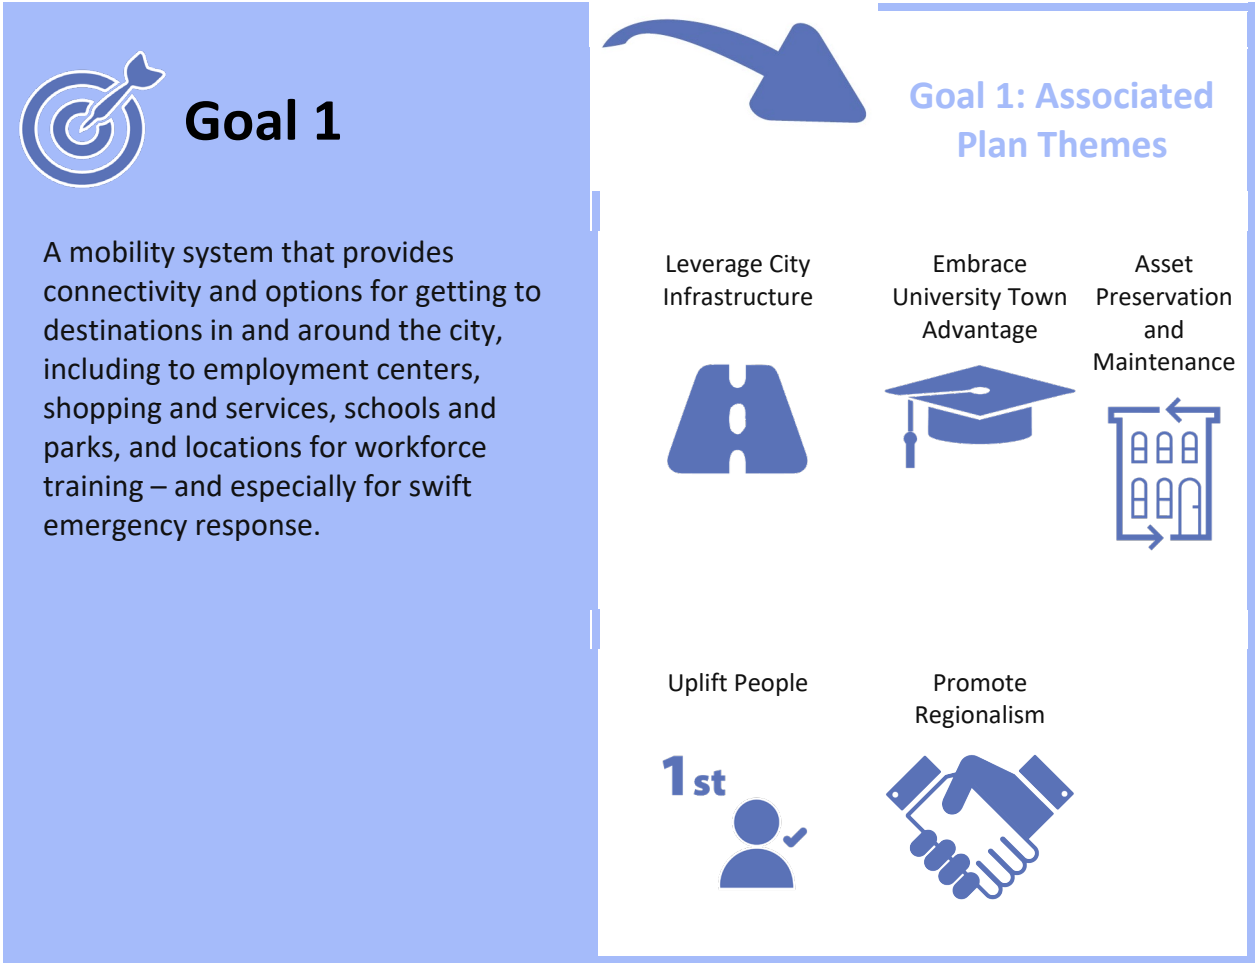 Goal 1
A mobility system that provides
connectivity and options for getting to
destinations in and around the city,
including to employment centers,
shopping and services, schools and
parks, and locations for workforce
training – and especially for swift
emergency response.
Goal 1: Associated
Plan Themes
Leverage City
Infrastructure
Embrace
University Town
Advantage
Asset
Preservation
and
Maintenance
Uplift People
1st
Promote
Regionalism